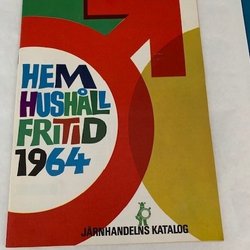 HEM
HUSHÅLL
FRITID
1964
JÄRNHANDELNS KATALOG